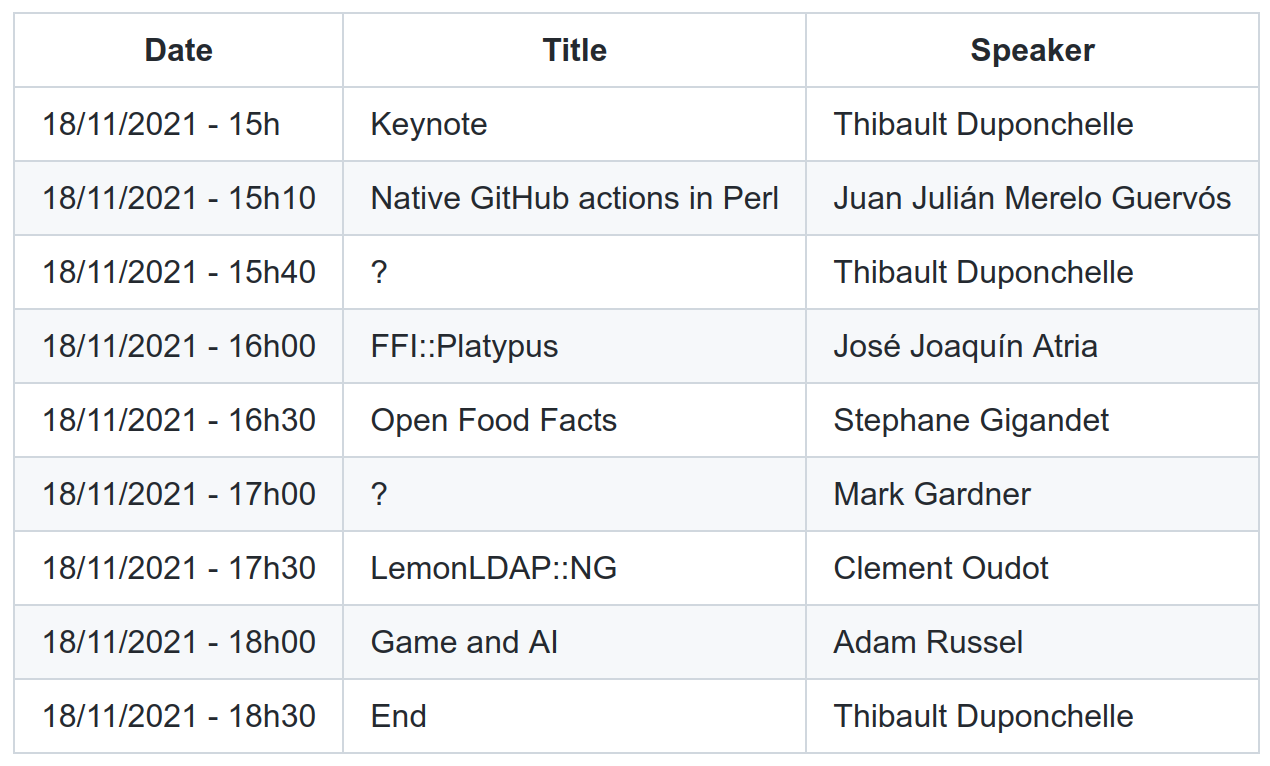 Date Title Speaker
18/11/2021 - 15h Keynote Thibault Duponchelle
18/11/2021 - 15h10 Native GitHub actions in Perl Juan Julián Merelo Guervós
18/11/2021 - 15h40 ? Thibault Duponchelle
18/11/2021 - 16h00 FFI::Platypus José Joaquín Atria
18/11/2021 - 16h30 Open Food Facts Stephane Gigandet
18/11/2021 - 17h00 ? Mark Gardner
18/11/2021 - 17h30 LemonLDAP::NG Clement Oudot
18/11/2021 - 18h00 Game and AI Adam Russel
18/11/2021 - 18h30 End Thibault Duponchelle